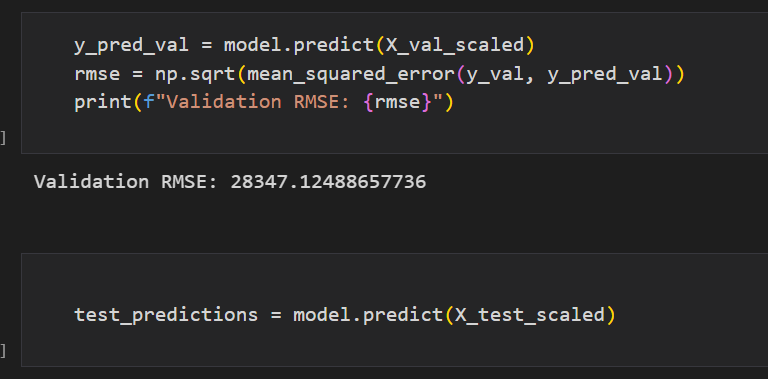 y_pred_val = model.predict(X_val_scaled)
rmse = np.sqrt(mean_squared_error(y_val, y_pred_val))
print(f"Validation RMSE: {rmse}")
]
Validation RMSE: 28347.12488657736
test_predictions = model.predict(X_test_scaled)
]